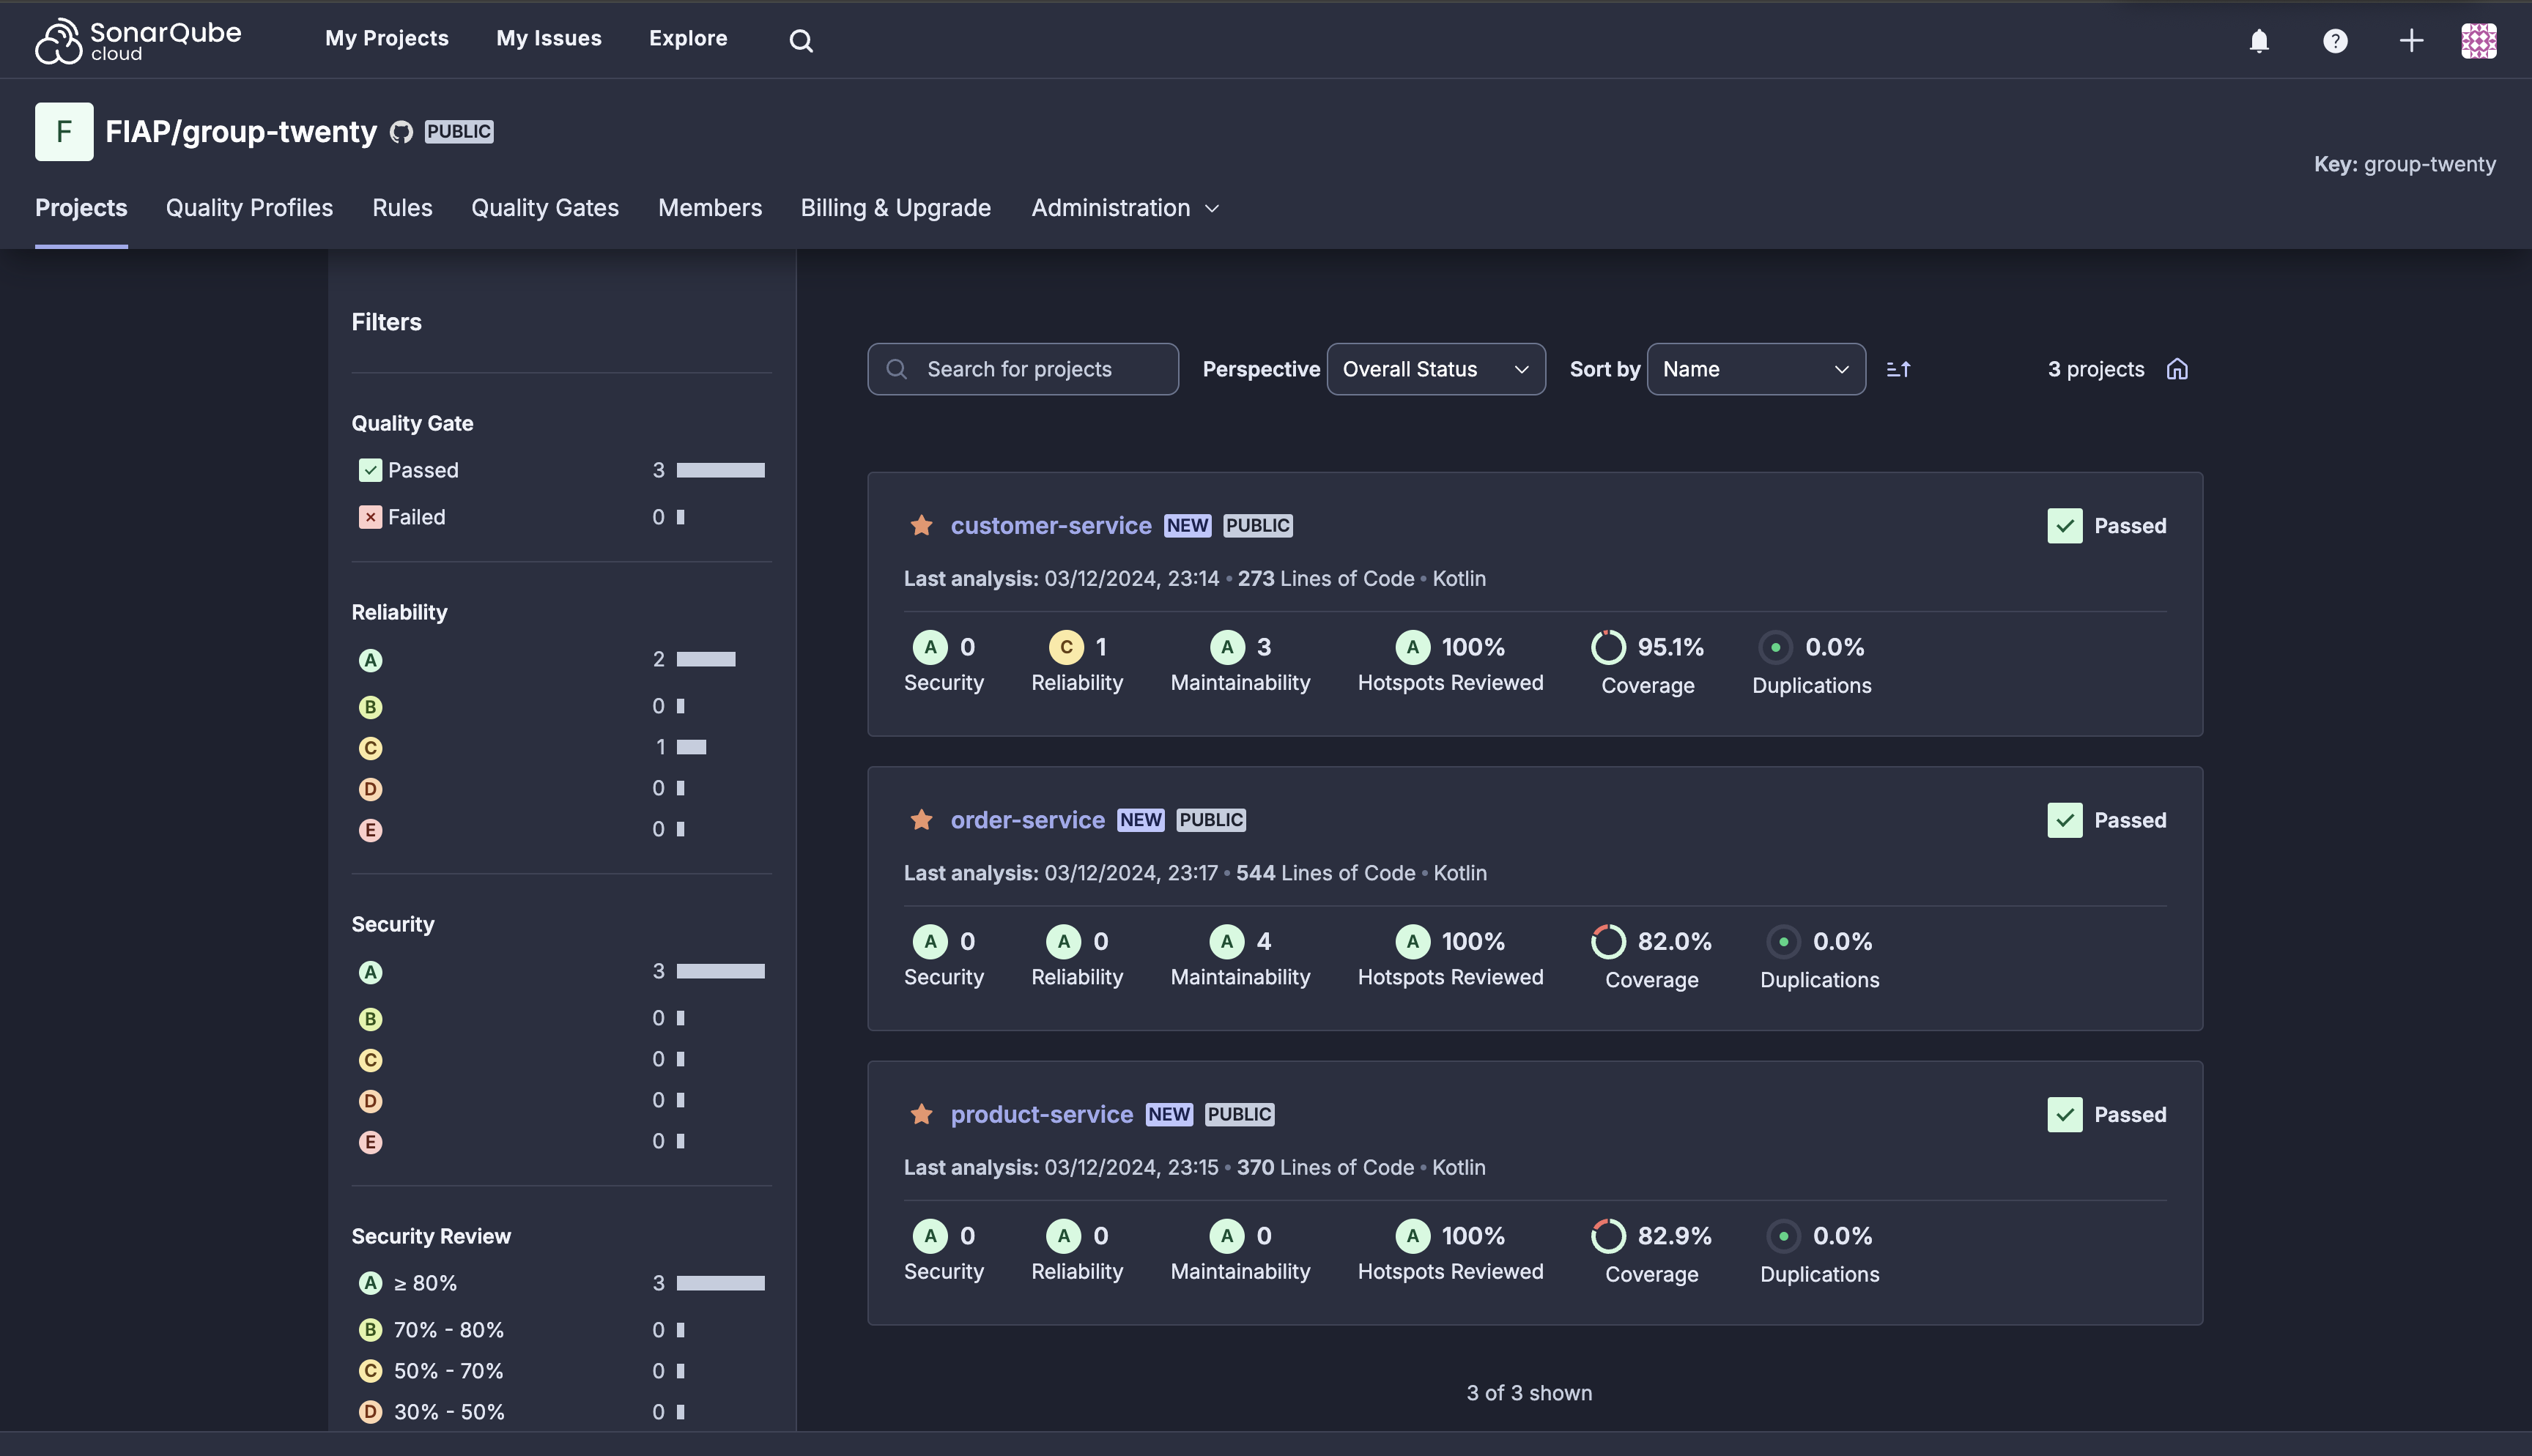 SonarQube cloud My Projects My Issues Explore ?
F FIAP/group-twenty PUBLIC
Key: group-twenty
Projects Quality Profiles Rules Quality Gates Members Billing & Upgrade Administration
Filters
Quality Gate
Passed 3
Failed 0
Reliability
A 2
B 0
C 1
D 0
E 0
Security
A 3
B 0
C 0
D 0
E 0
Security Review
A ≥ 80% 3
B 70% - 80% 0
C 50% - 70% 0
D 30% - 50% 0
Search for projects Perspective Overall Status Sort by Name 3 projects
customer-service NEW PUBLIC Passed
Last analysis: 03/12/2024, 23:14 • 273 Lines of Code • Kotlin
A 0 C 1 A 3 A 100% 95.1% 0.0%
Security Reliability Maintainability Hotspots Reviewed Coverage Duplications
order-service NEW PUBLIC Passed
Last analysis: 03/12/2024, 23:17 • 544 Lines of Code • Kotlin
A 0 A 0 A 4 A 100% 82.0% 0.0%
Security Reliability Maintainability Hotspots Reviewed Coverage Duplications
product-service NEW PUBLIC Passed
Last analysis: 03/12/2024, 23:15 • 370 Lines of Code • Kotlin
A 0 A 0 A 0 A 100% 82.9% 0.0%
Security Reliability Maintainability Hotspots Reviewed Coverage Duplications
3 of 3 shown